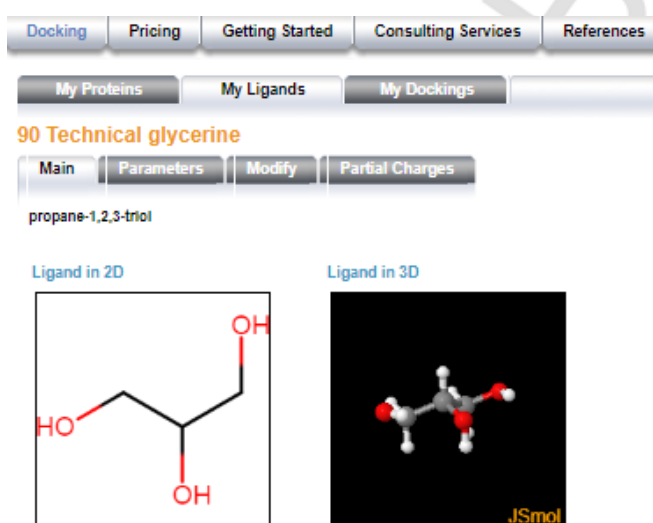 Docking Pricing Getting Started Consulting Services References
My Proteins My Ligands My Dockings
90 Technical glycerine
Main Parameters Modify Partial Charges
propane-1,2,3-triol
Ligand in 2D Ligand in 3D
OH
HO
OH
JSmol